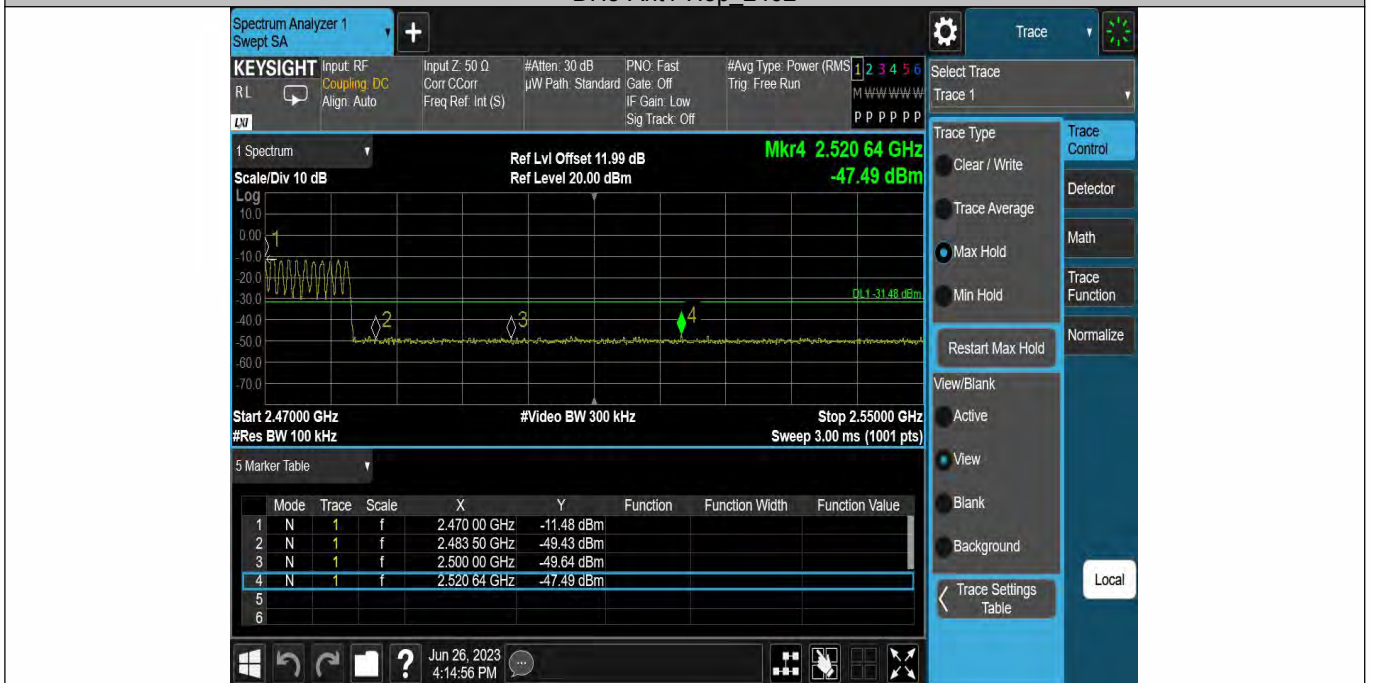 Spectrum Analyzer 1
Swept SA
+
Trace
KEYSIGHT
RL
LXI
Input: RF
Coupling: DC
Align: Auto
Input Z: 50 Ω
Corr CCorr
Freq Ref: Int (S)
#Atten: 30 dB
µW Path: Standard
PNO: Fast
Gate: Off
IF Gain: Low
Sig Track: Off
#Avg Type: Power (RMS
Trig: Free Run
1 2 3 4 5 6
M W W W W W
P P P P P P
Select Trace
Trace 1
1 Spectrum
Scale/Div 10 dB
Ref Lvl Offset 11.99 dB
Ref Level 20.00 dBm
Mkr4 2.520 64 GHz
-47.49 dBm
Log
10.0
0.00
-10.0
-20.0
-30.0
-40.0
-50.0
-60.0
-70.0
1
2
3
4
DL1 -31.48 dBm
Start 2.47000 GHz
#Res BW 100 kHz
#Video BW 300 kHz
Stop 2.55000 GHz
Sweep 3.00 ms (1001 pts)
5 Marker Table
Mode Trace Scale X Y Function Function Width Function Value
1 N 1 f 2.470 00 GHz -11.48 dBm
2 N 1 f 2.483 50 GHz -49.43 dBm
3 N 1 f 2.500 00 GHz -49.64 dBm
4 N 1 f 2.520 64 GHz -47.49 dBm
5
6
Trace Type
Clear / Write
Trace Average
Max Hold
Min Hold
Restart Max Hold
View/Blank
Active
View
Blank
Background
Trace Settings
Table
Trace
Control
Detector
Math
Trace
Function
Normalize
Local
?
Jun 26, 2023
4:14:56 PM